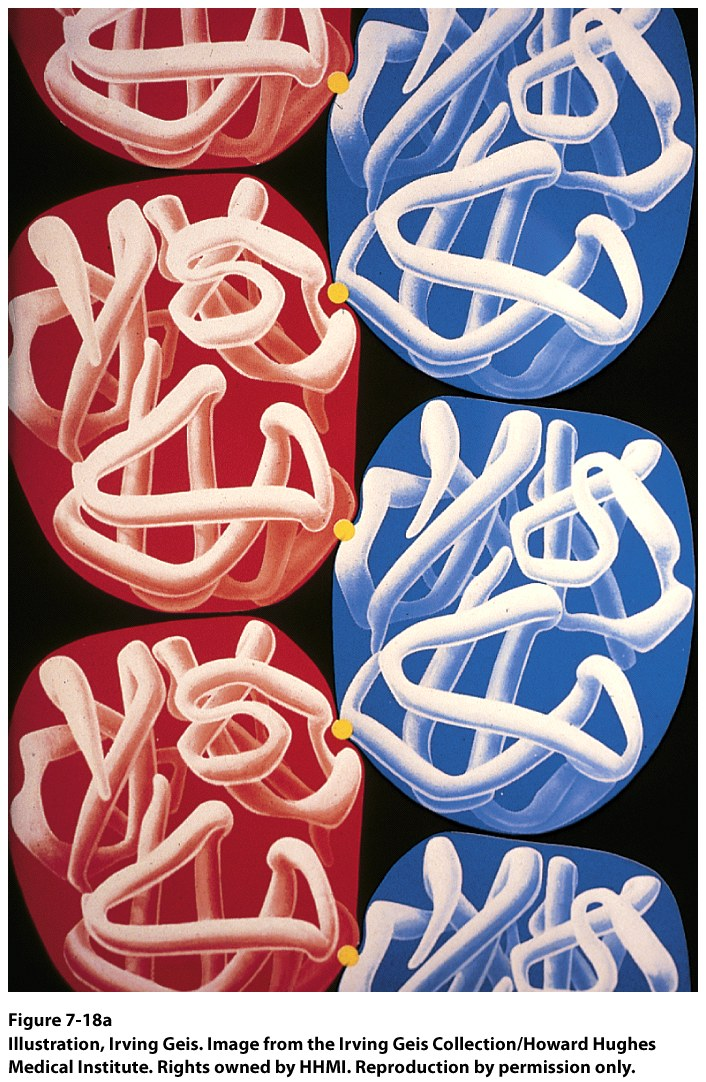 Figure 7-18a
Illustration, Irving Geis. Image from the Irving Geis Collection/Howard Hughes
Medical Institute. Rights owned by HHMI. Reproduction by permission only.